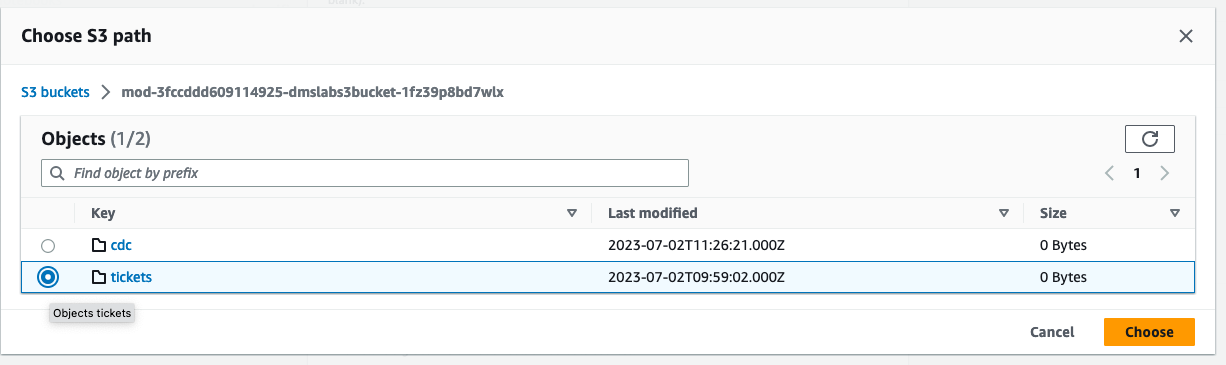 Choose S3 path
S3 buckets mod-3fccddd609114925-dmslabs3bucket-1fz39p8bd7wlx
Objects (1/2)
Find object by prefix
1
Key Last modified Size
cdc 2023-07-02T11:26:21.000Z 0 Bytes
tickets 2023-07-02T09:59:02.000Z 0 Bytes
Objects tickets
Cancel Choose